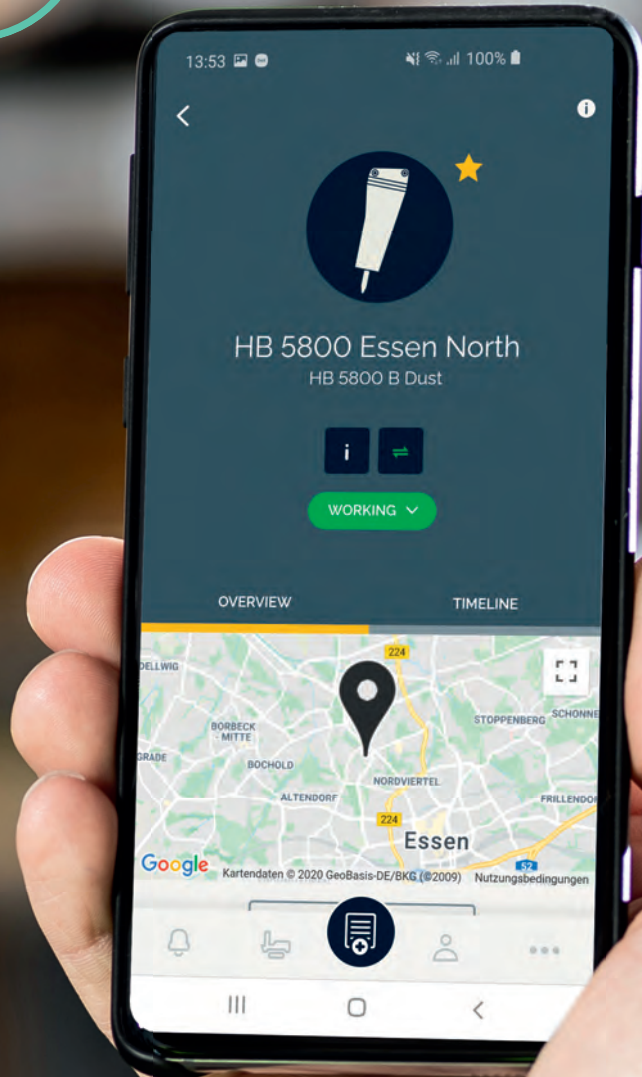 13:53 100%
HB 5800 Essen North
HB 5800 B Dust
i
WORKING
OVERVIEW TIMELINE
DELLWIG
224
BORBECK
-MITTE
STOPPENBERG SCHONNE
GRADE
BOCHOLD
NORDVIERTEL
ALTENDORF
FRILLENDO
224
Essen
52
Google Kartendaten © 2020 GeoBasis-DE/BKG (©2009) Nutzungsbedingungen